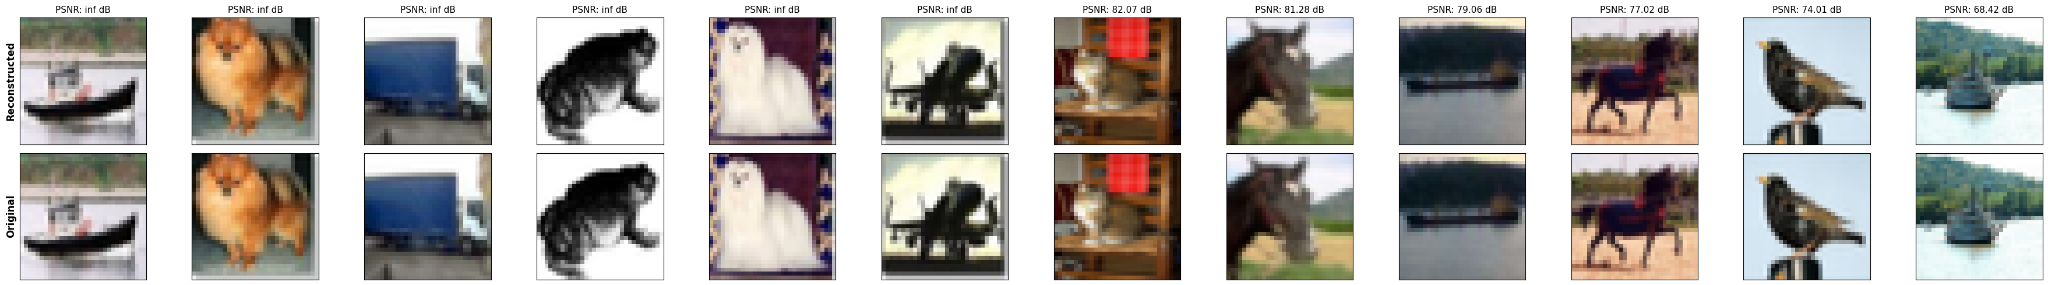 PSNR: inf dB
PSNR: inf dB
PSNR: inf dB
PSNR: inf dB
PSNR: inf dB
PSNR: inf dB
PSNR: 82.07 dB
PSNR: 81.28 dB
PSNR: 79.06 dB
PSNR: 77.02 dB
PSNR: 74.01 dB
PSNR: 68.42 dB
Reconstructed
Original